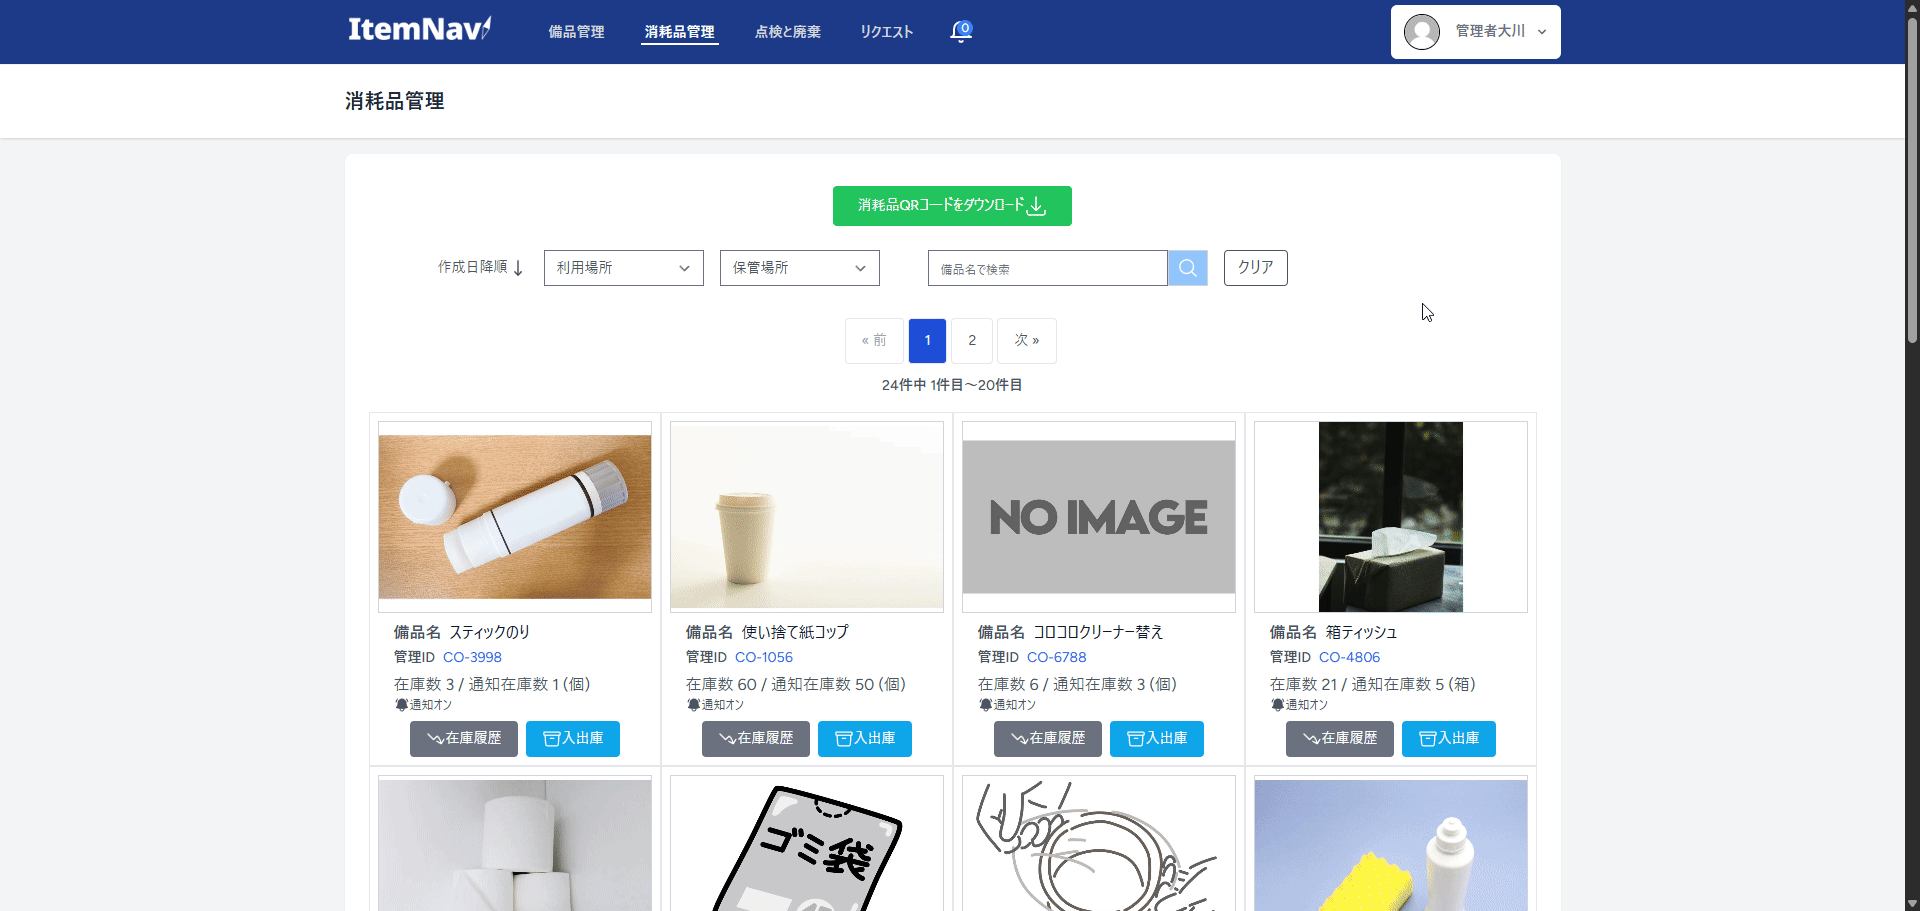 ItemNavi
備品管理
消耗品管理
点検と廃棄
リクエスト
0
管理者大川
消耗品管理
消耗品QRコードをダウンロード
作成日降順
利用場所
保管場所
備品名で検索
クリア
« 前
1
2
次 »
24件中 1件目〜20件目
NO IMAGE
備品名 スティックのり
管理ID CO-3998
在庫数 3 / 通知在庫数 1 (個)
通知オン
在庫履歴
入出庫
備品名 使い捨て紙コップ
管理ID CO-1056
在庫数 60 / 通知在庫数 50 (個)
通知オン
在庫履歴
入出庫
備品名 コロコロクリーナー替え
管理ID CO-6788
在庫数 6 / 通知在庫数 3 (個)
通知オン
在庫履歴
入出庫
備品名 箱ティッシュ
管理ID CO-4806
在庫数 21 / 通知在庫数 5 (箱)
通知オン
在庫履歴
入出庫
ゴミ袋